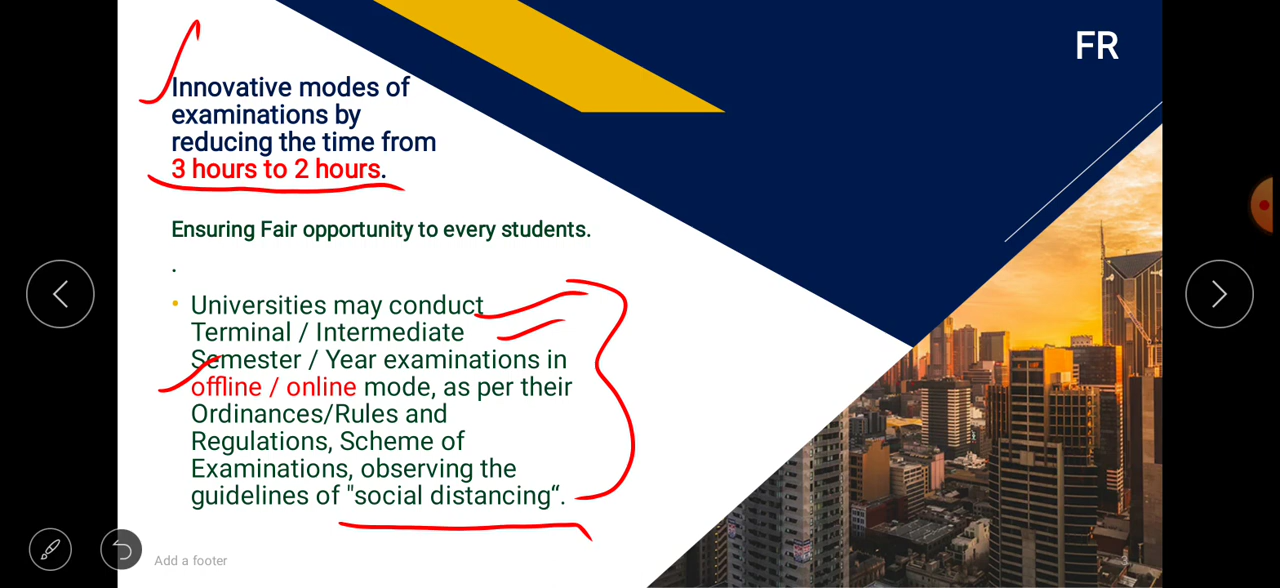 FR
Innovative modes of
examinations by
reducing the time from
3 hours to 2 hours.
Ensuring Fair opportunity to every students.
.
• Universities may conduct
Terminal / Intermediate
Semester / Year examinations in
offline / online mode, as per their
Ordinances/Rules and
Regulations, Scheme of
Examinations, observing the
guidelines of "social distancing“.
Add a footer
3